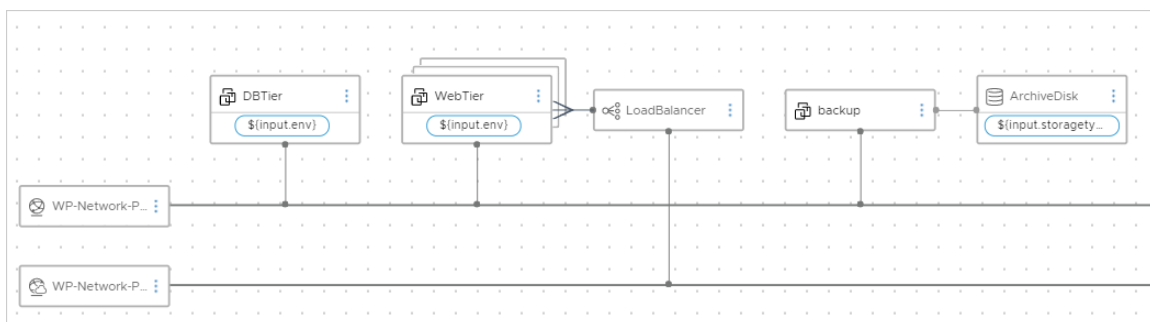 DBTier
${input.env}
WebTier
${input.env}
LoadBalancer
backup
ArchiveDisk
${input.storagety...
WP-Network-P...
WP-Network-P...